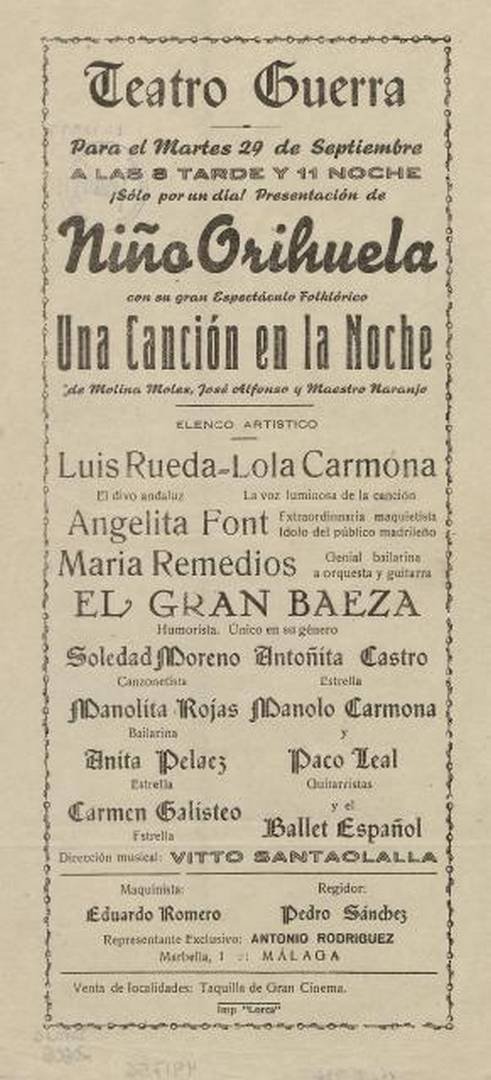 Teatro Guerra
Para el Martes 29 de Septiembre
A LAS 8 TARDE Y 11 NOCHE
¡Sólo por un día! Presentación de
Niño Orihuela
con su gran Espectáculo Folklórico
Una Canción en la Noche
de Molina Moles, José Alfonso y Maestro Naranjo
ELENCO ARTISTICO
Luis Rueda-Lola Carmona
El divo andaluz La voz luminosa de la canción
Angelita Font Extraordinaria maquietista
Idolo del público madrileño
Maria Remedios Genial bailarina
a orquesta y guitarra
EL GRAN BAEZA
Humorista. Unico en su género
Soledad Moreno Antoñita Castro
Canzonetista Estrella
Manolita Rojas Manolo Carmona
Bailarina y
Anita Pelaez Paco Leal
Estrella Guitarristas
Carmen Galisteo y el
Estrella Ballet Español
Dirección musical: VITTO SANTAOLALLA
Maquinista: Regidor:
Eduardo Romero Pedro Sánchez
Representante Exclusivo: ANTONIO RODRIGUEZ
Marbella, 1 :: MÁLAGA
Venta de localidades: Taquilla de Gran Cinema.
Imp "Lorca"